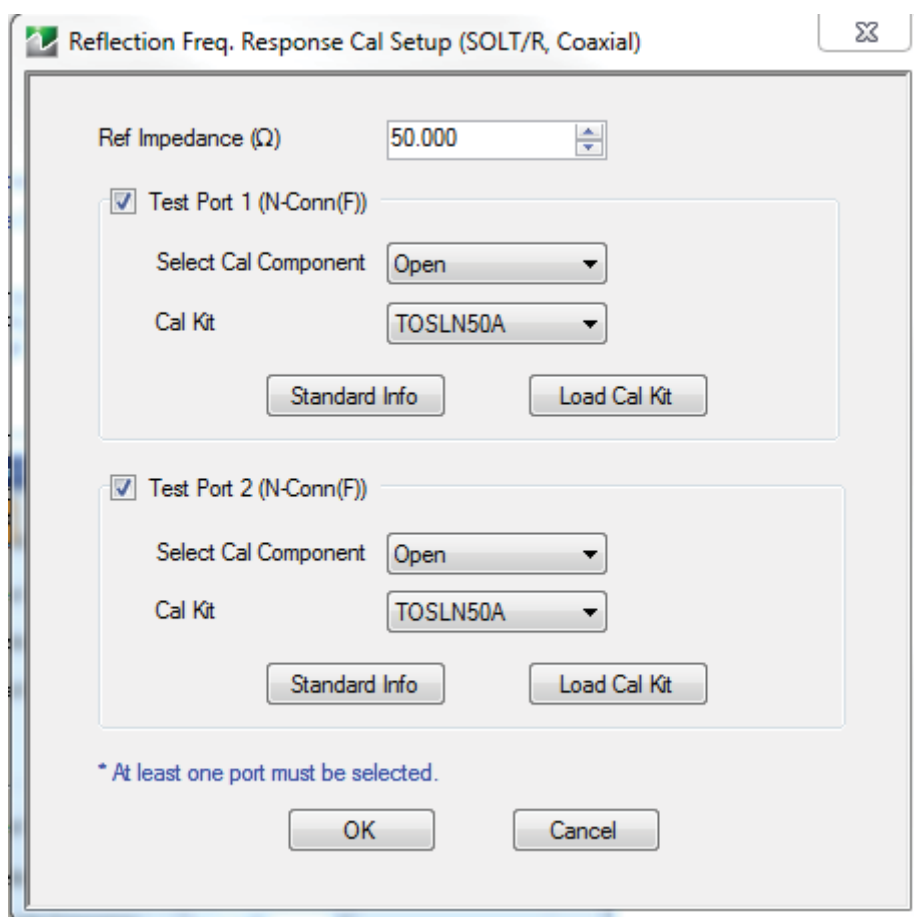 Reflection Freq. Response Cal Setup (SOLT/R, Coaxial)
Ref Impedance (Ω) 50.000
Test Port 1 (N-Conn(F))
Select Cal Component Open
Cal Kit TOSLN50A
Standard Info Load Cal Kit
Test Port 2 (N-Conn(F))
Select Cal Component Open
Cal Kit TOSLN50A
Standard Info Load Cal Kit
* At least one port must be selected.
OK Cancel